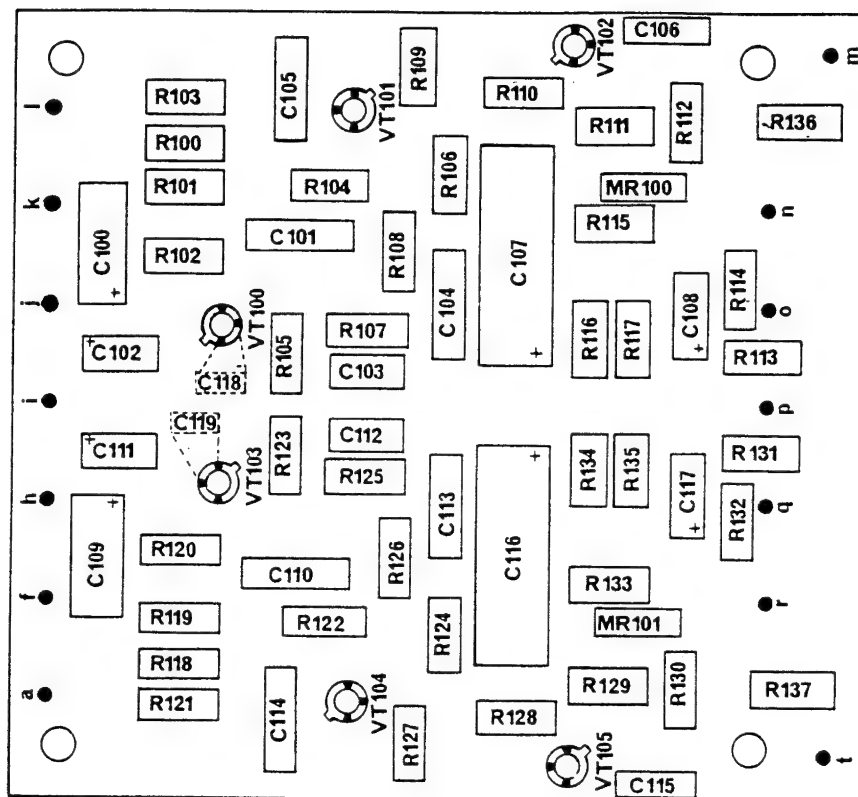 VT102
C106
m
R109
C105
R103
l
VT101
R110
R112
R111
R136
R100
R106
R101
R104
MR100
k
n
C100
C101
R108
C107
R115
R102
R114
C104
C108
j
VT100
o
R107
R105
R116
R117
R113
C102
C118
C103
i
p
C119
C112
C111
R123
R131
R125
R134
R135
C117
h
VT103
R132
q
C113
C109
R120
R126
C116
C110
R133
f
r
R119
R122
R124
MR101
R118
R130
a
R121
C114
VT104
R129
R137
R128
R127
VT105
C115
t